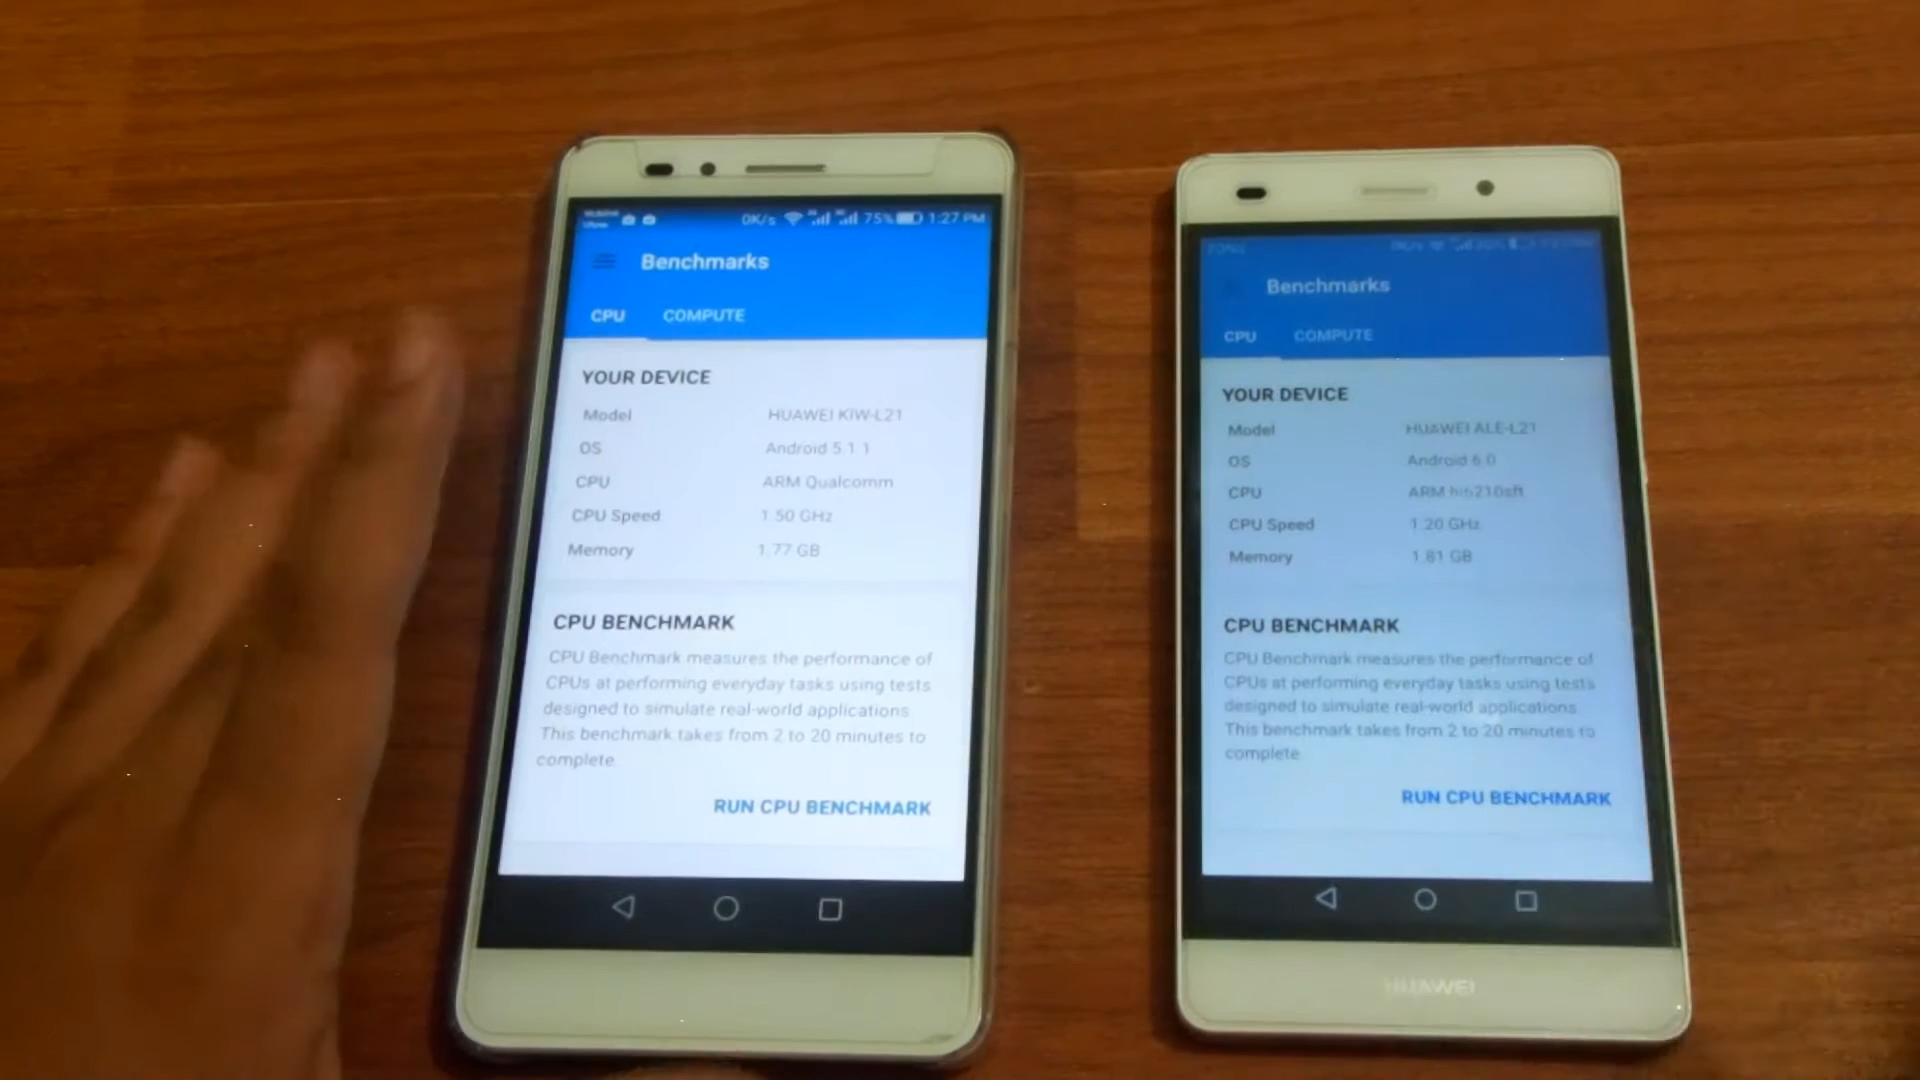 0K/s 75% 1:27 PM
Benchmarks
CPU COMPUTE
YOUR DEVICE
Model HUAWEI KIW-L21
OS Android 5.1.1
CPU ARM Qualcomm
CPU Speed 1.50 GHz
Memory 1.77 GB
CPU BENCHMARK
CPU Benchmark measures the performance of
CPUs at performing everyday tasks using tests
designed to simulate real-world applications.
This benchmark takes from 2 to 20 minutes to
complete.
RUN CPU BENCHMARK
Benchmarks
CPU COMPUTE
YOUR DEVICE
Model HUAWEI ALE-L21
OS Android 6.0
CPU ARM hi6210sft
CPU Speed 1.20 GHz
Memory 1.81 GB
CPU BENCHMARK
CPU Benchmark measures the performance of
CPUs at performing everyday tasks using tests
designed to simulate real-world applications.
This benchmark takes from 2 to 20 minutes to
complete.
RUN CPU BENCHMARK
HUAWEI